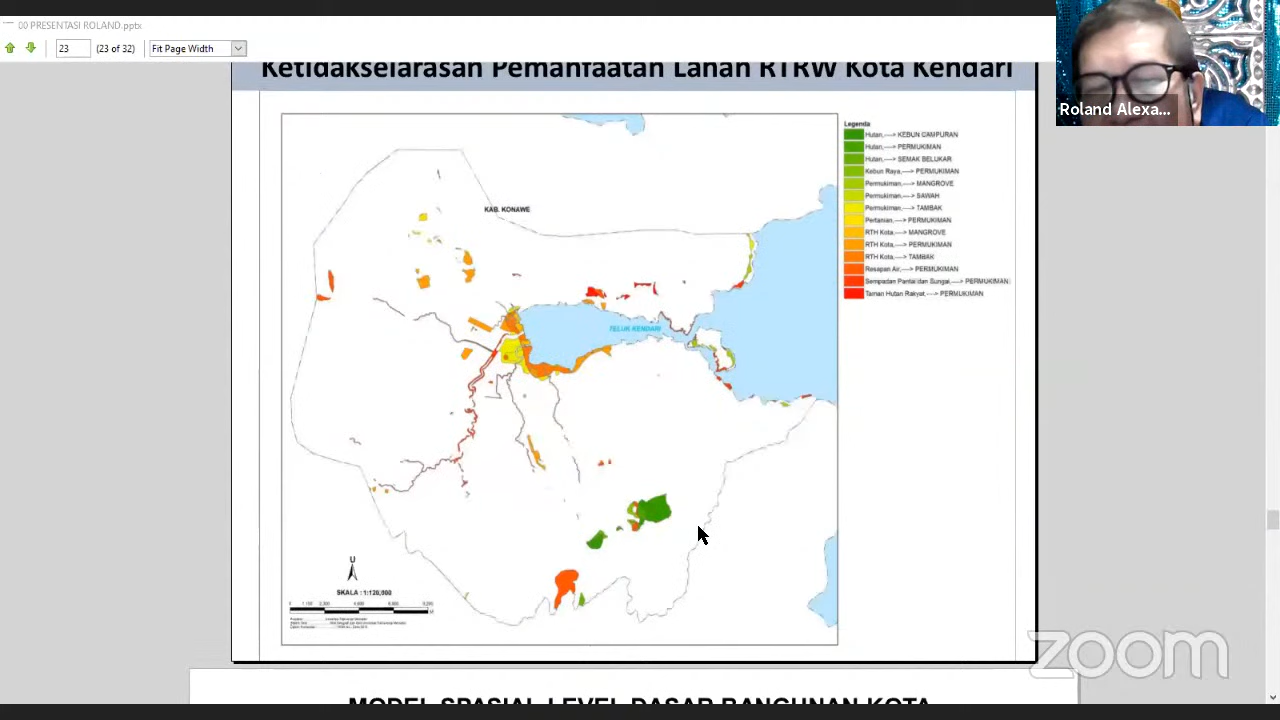 00 PRESENTASI ROLAND.pptx
23 (23 of 32) Fit Page Width
Roland Alexa...
Ketidakselarasan Pemanfaatan Lahan RTRW Kota Kendari
Legenda
Hutan,---> KEBUN CAMPURAN
Hutan,---> PERMUKIMAN
Hutan,---> SEMAK BELUKAR
Kebun Raya,---> PERMUKIMAN
Permukiman,---> MANGROVE
Permukiman,---> SAWAH
Permukiman,---> TAMBAK
Pertanian,---> PERMUKIMAN
RTH Kota,---> MANGROVE
RTH Kota,---> PERMUKIMAN
RTH Kota,---> TAMBAK
Resapan Air,---> PERMUKIMAN
Sempadan Pantai dan Sungai,---> PERMUKIMAN
Taman Hutan Rakyat,---> PERMUKIMAN
KAB. KONAWE
TELUK KENDARI
U
SKALA : 1:120,000
zoom
MODEL SPASIAL LEVEL DASAR BANGUNAN KOTA